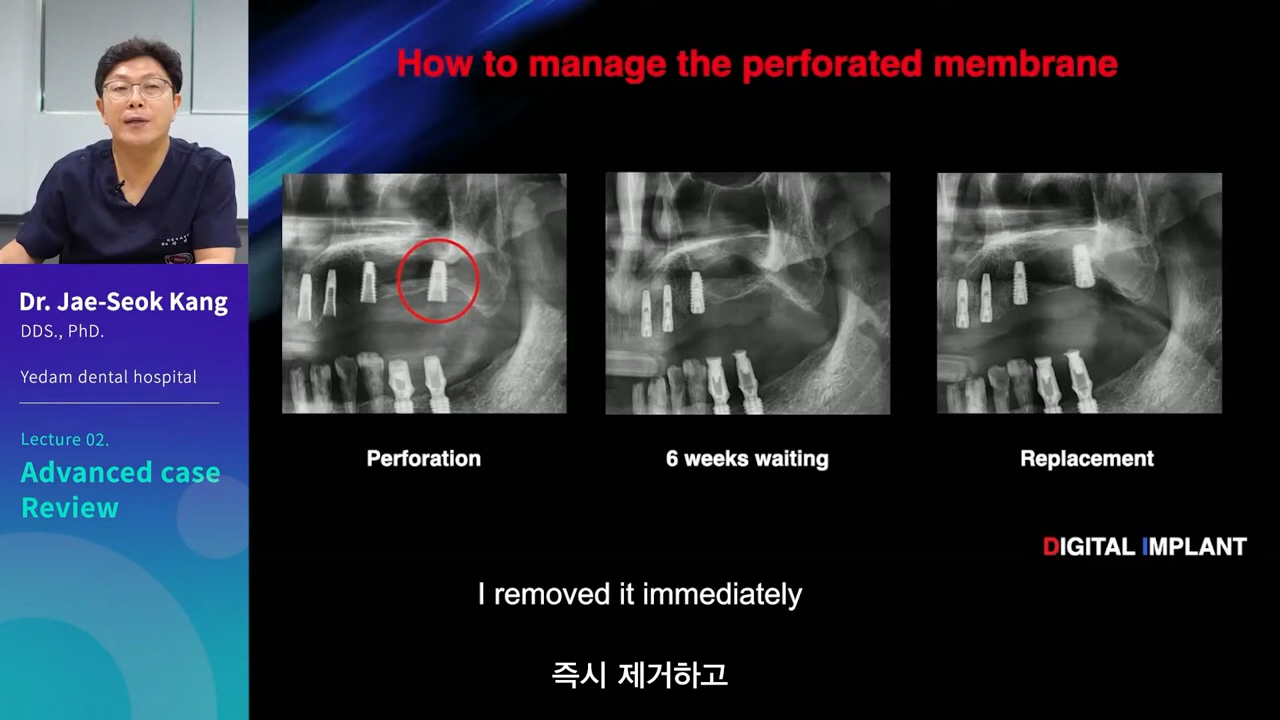 How to manage the perforated membrane
Dr. Jae-Seok Kang
DDS., PhD.
Yedam dental hospital
Lecture 02.
Advanced case
Review
Perforation
6 weeks waiting
Replacement
DIGITAL IMPLANT
I removed it immediately
즉시 제거하고